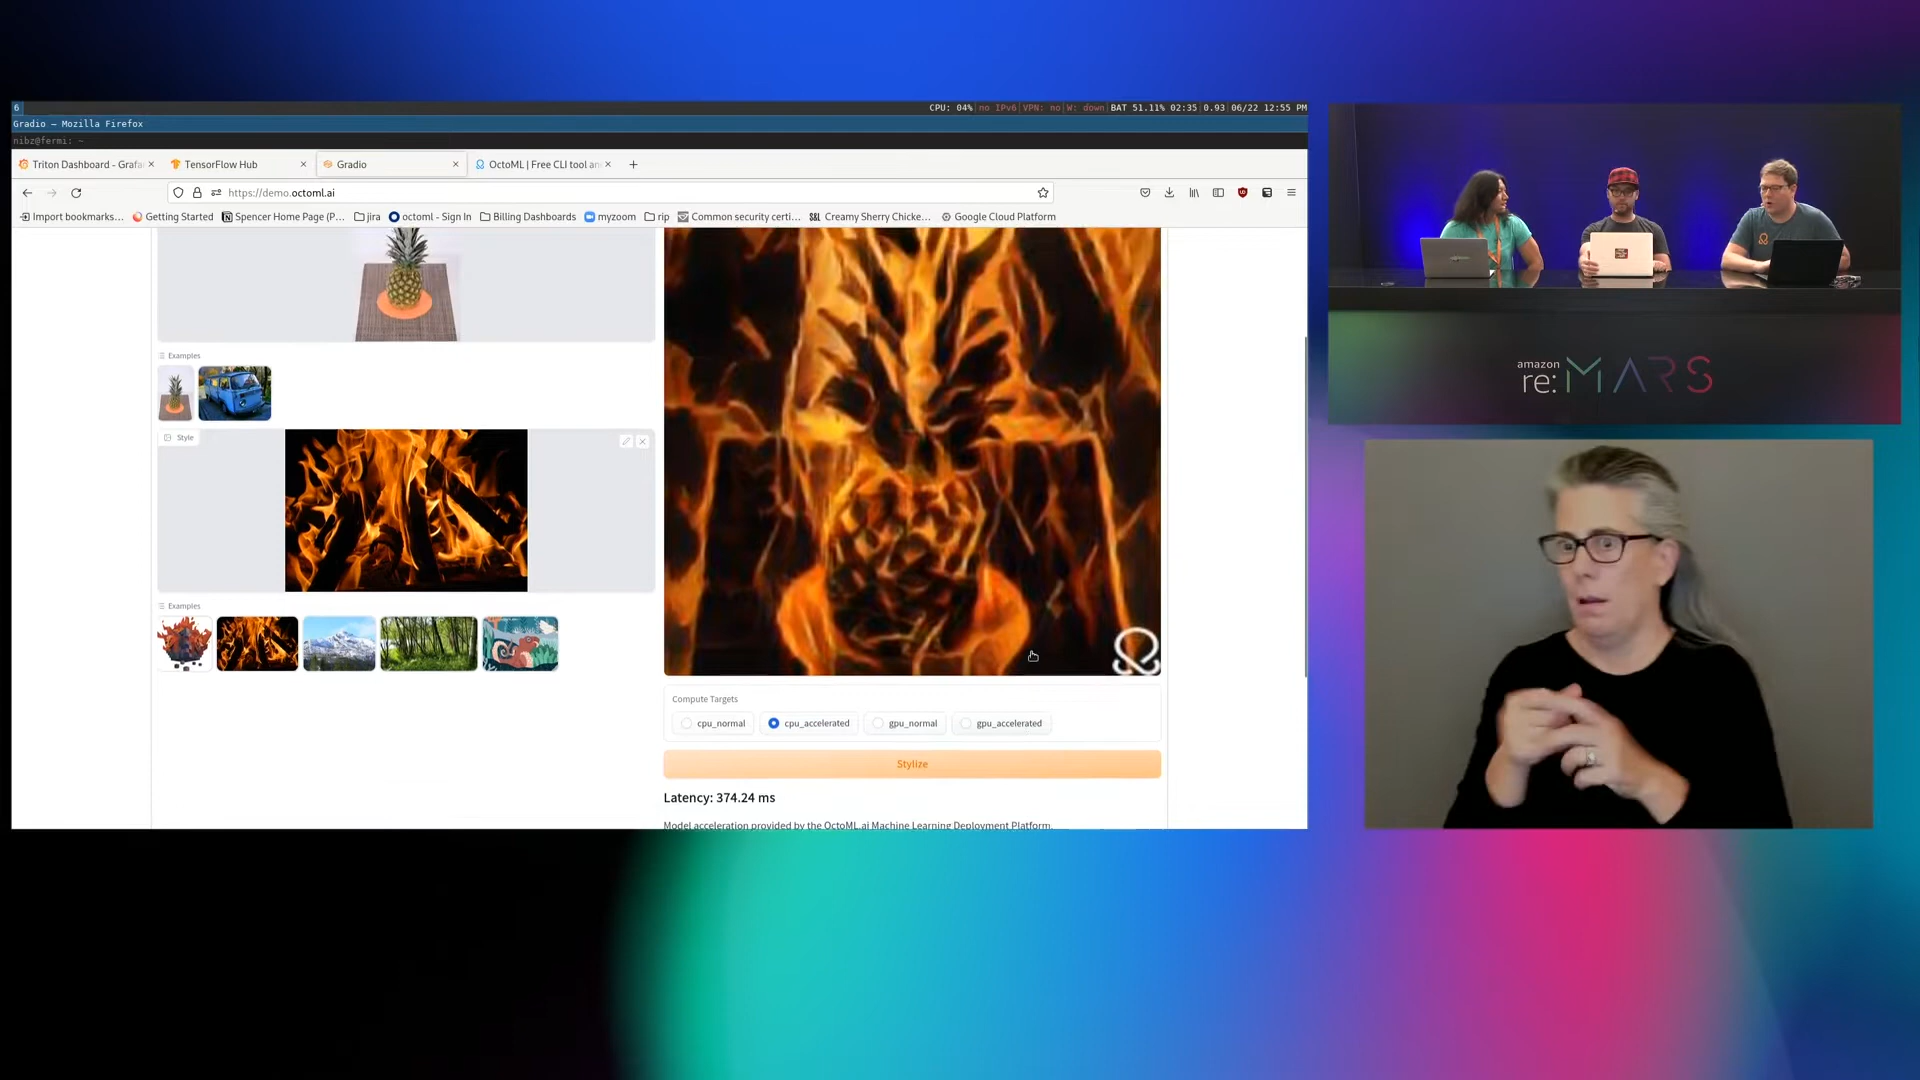 6
CPU: 04% no IPv6 VPN: no W: down BAT 51.11% 02:35 0.93 06/22 12:55 PM
Gradio — Mozilla Firefox
nibz@fermi: ~
Triton Dashboard - Grafa
TensorFlow Hub
Gradio
OctoML | Free CLI tool an
https://demo.octoml.ai
Import bookmarks...
Getting Started
Spencer Home Page (P...
jira
octoml - Sign In
Billing Dashboards
myzoom
rip
Common security certi...
Creamy Sherry Chicke...
Google Cloud Platform
Examples
Style
Examples
Compute Targets
cpu_normal
cpu_accelerated
gpu_normal
gpu_accelerated
Stylize
Latency: 374.24 ms
Model acceleration provided by the OctoML.ai Machine Learning Deployment Platform.
amazon
re:MARS